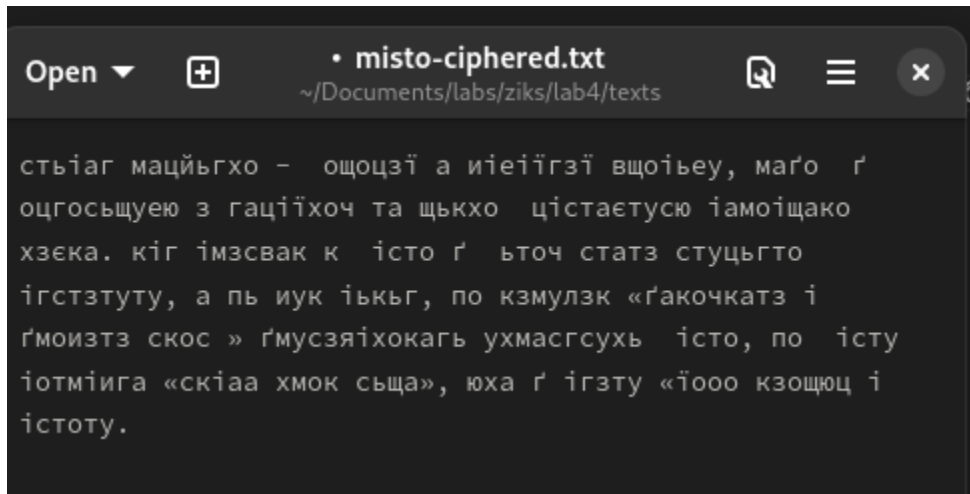 Open
• misto-ciphered.txt
~/Documents/labs/ziks/lab4/texts
стьіаг мацйьгхо – ощоцзї а иіеіїгзї вщоіьеу, маґо ґ
оцгосьщуею з гаціїхоч та щькхо цістаєтусю іамоіщако
хзєка. кіг імзсвак к істо ґ ьточ статз стуцьгто
ігстзтуту, а пь иук іькьг, по кзмулзк «ґакочкатз і
ґмоизтз скос » ґмусзяіхокагь ухмасгсухь істо, по істу
іотміига «скіаа хмок сьща», юха ґ ігзту «їооо кзощюц і
істоту.